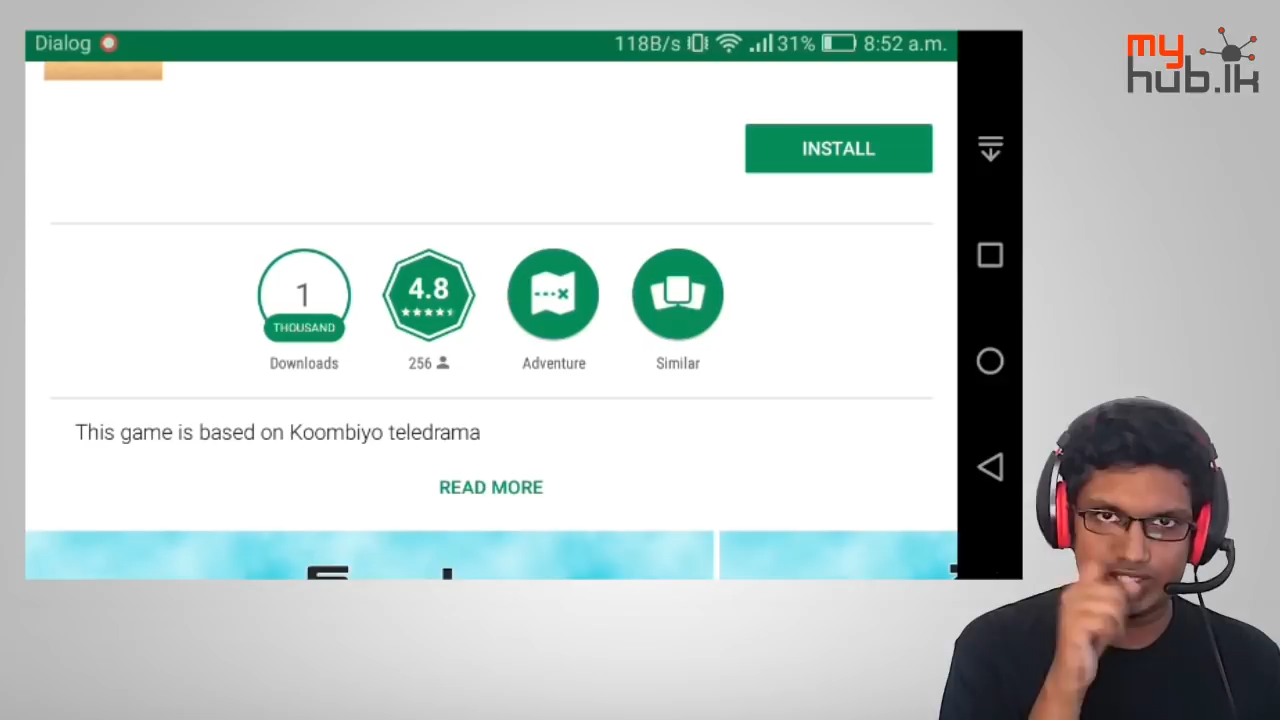 Dialog
118B/s 31% 8:52 a.m.
my
hub.lk
INSTALL
1
THOUSAND
Downloads
4.8
256
Adventure
Similar
This game is based on Koombiyo teledrama
READ MORE